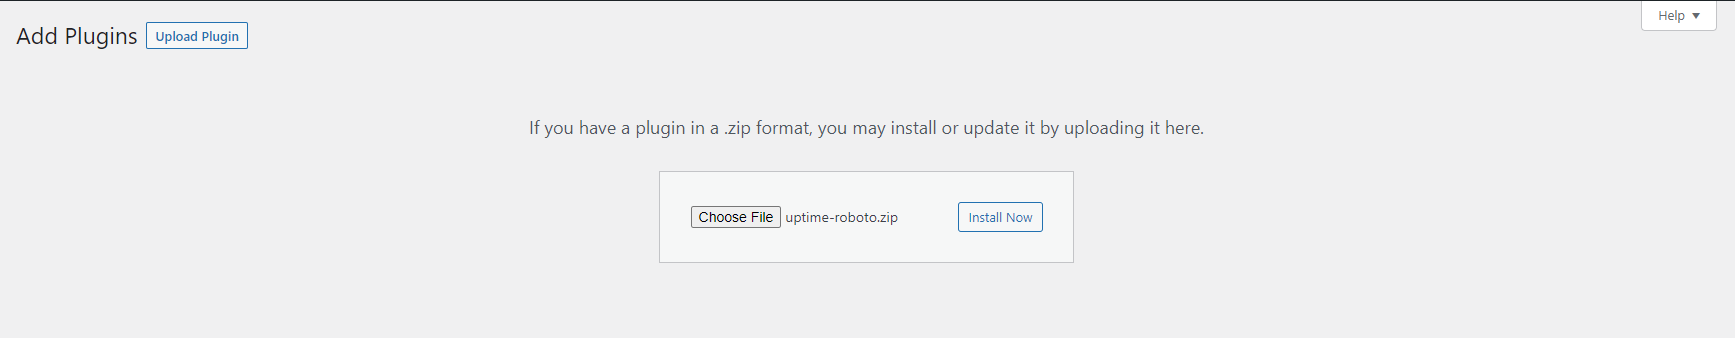 Help
Add Plugins Upload Plugin
If you have a plugin in a .zip format, you may install or update it by uploading it here.
Choose File uptime-roboto.zip Install Now